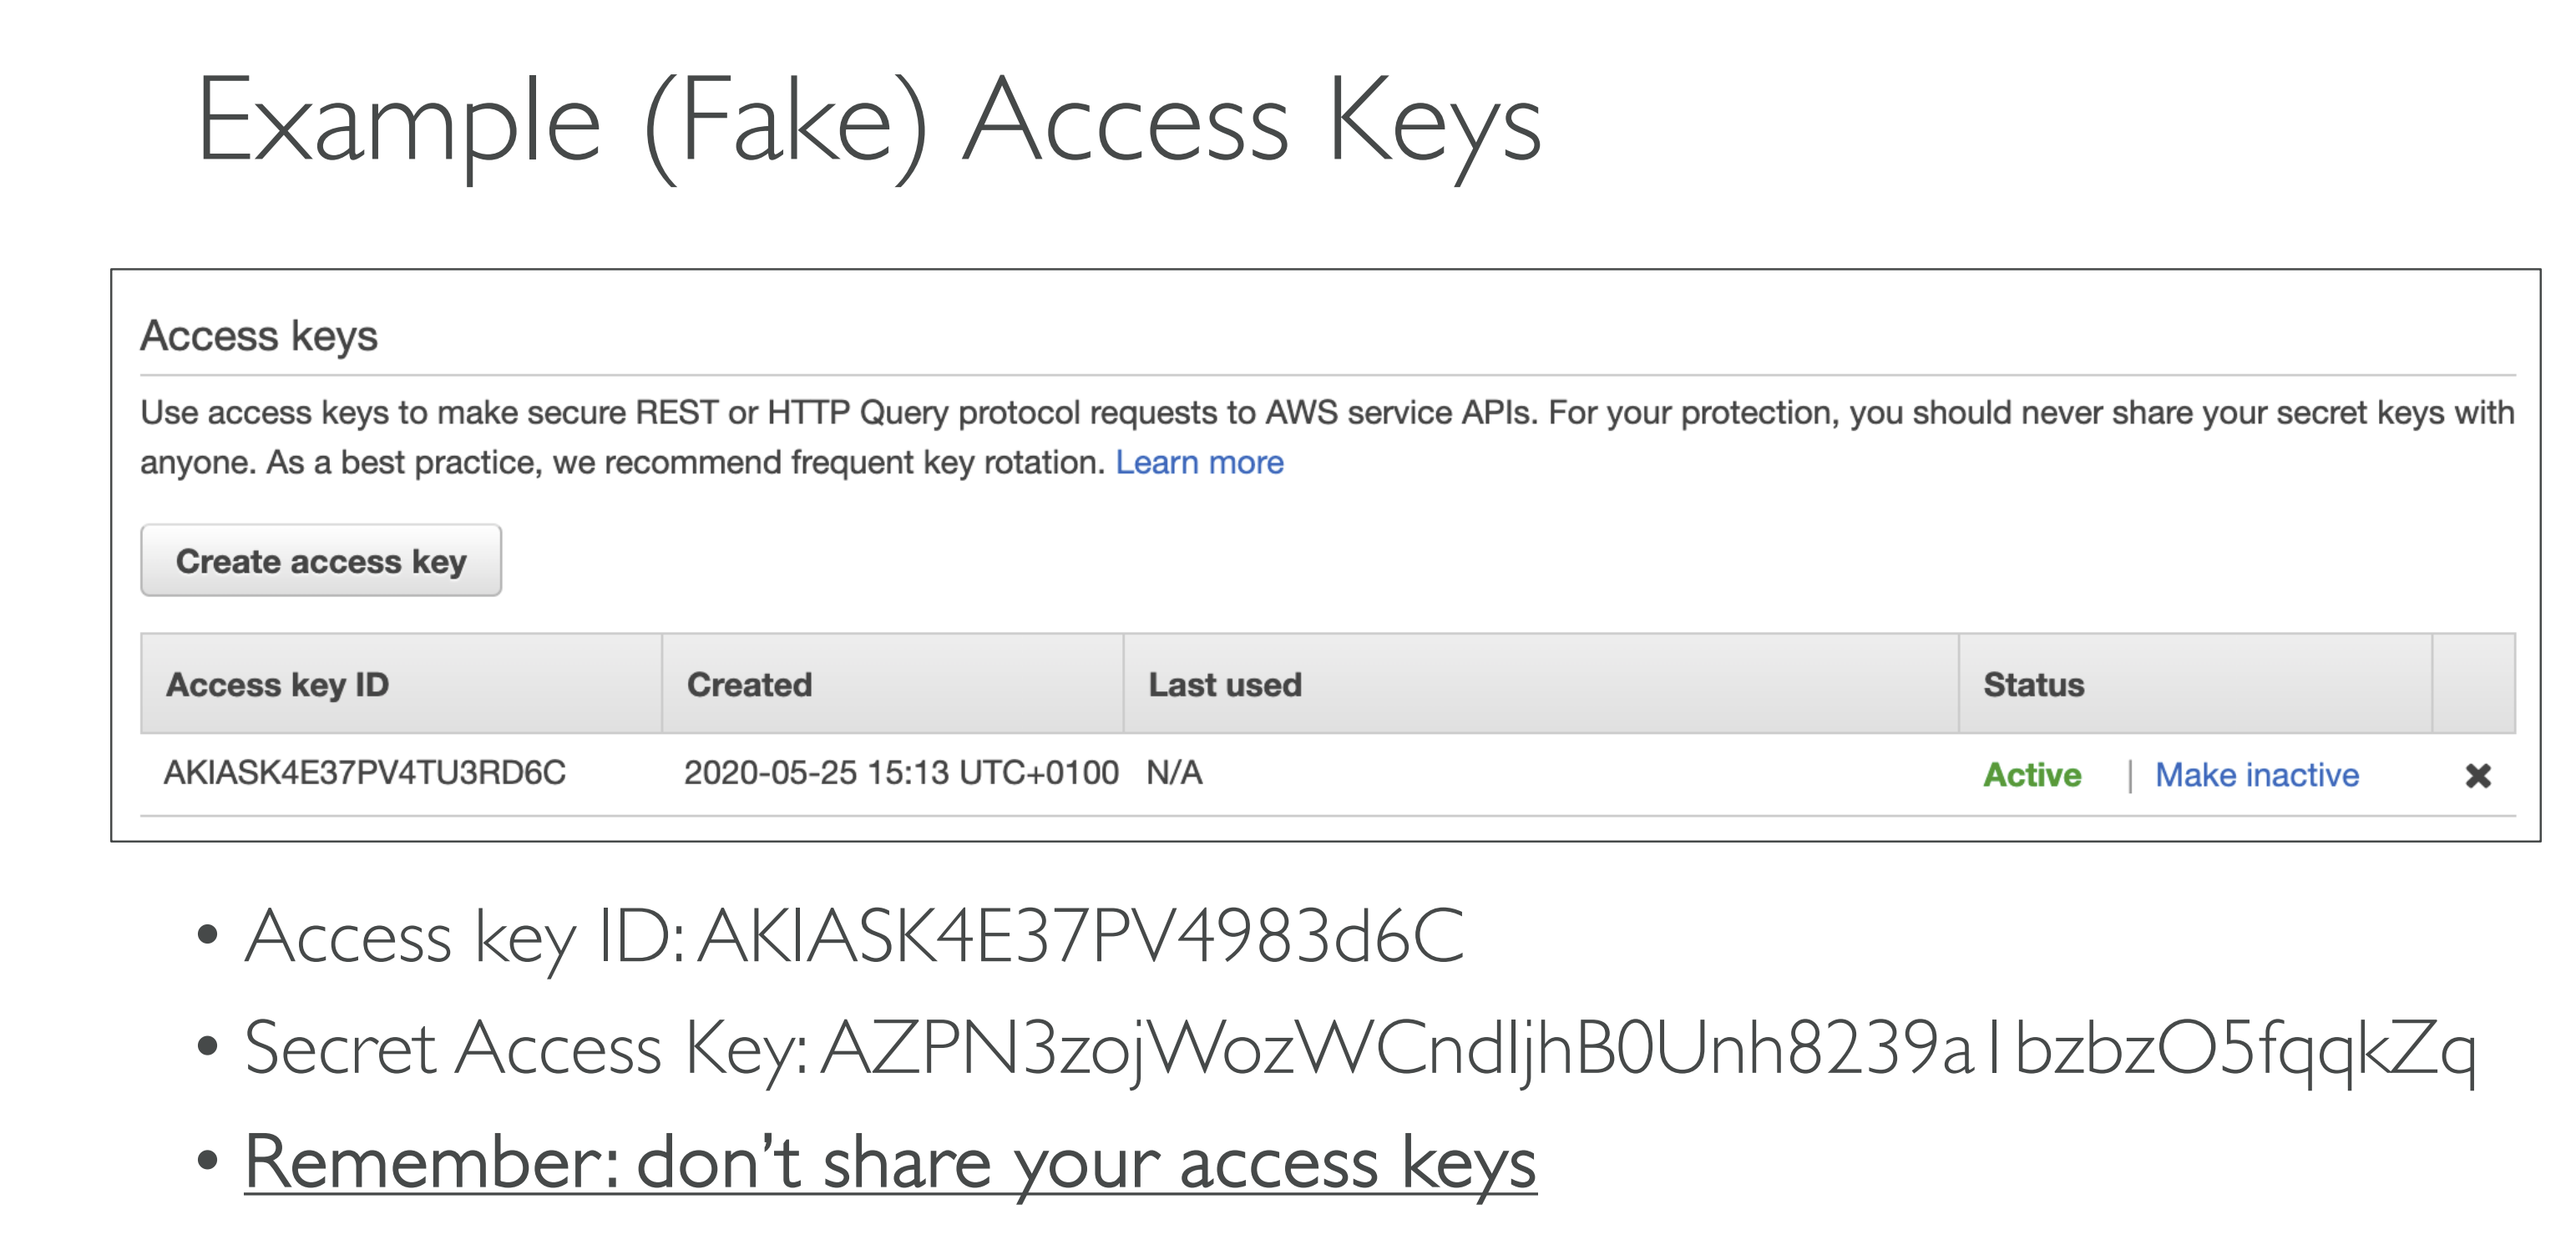 Example (Fake) Access Keys
Access keys
Use access keys to make secure REST or HTTP Query protocol requests to AWS service APIs. For your protection, you should never share your secret keys with
anyone. As a best practice, we recommend frequent key rotation. Learn more
Create access key
Access key ID Created Last used Status
AKIASK4E37PV4TU3RD6C 2020-05-25 15:13 UTC+0100 N/A Active | Make inactive ✖
• Access key ID: AKIASK4E37PV4983d6C
• Secret Access Key: AZPN3zojWozWCndIjhB0Unh8239a1bzbzO5fqqkZq
• Remember: don’t share your access keys